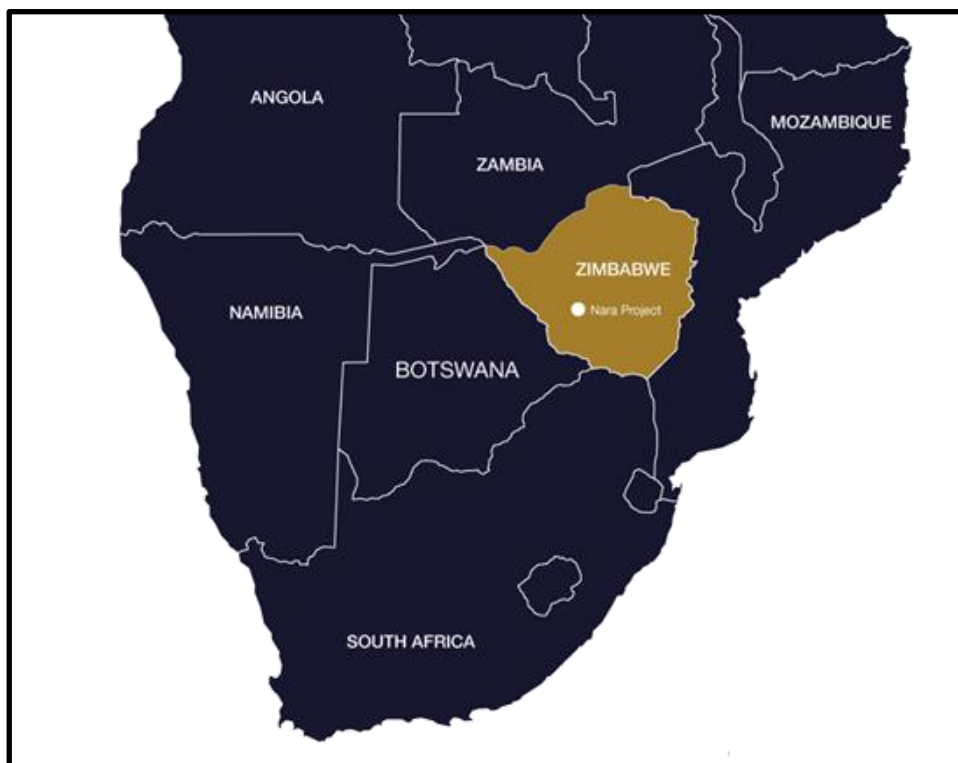 ANGOLA
MOZAMBIQUE
ZAMBIA
ZIMBABWE
Nara Project
NAMIBIA
BOTSWANA
SOUTH AFRICA